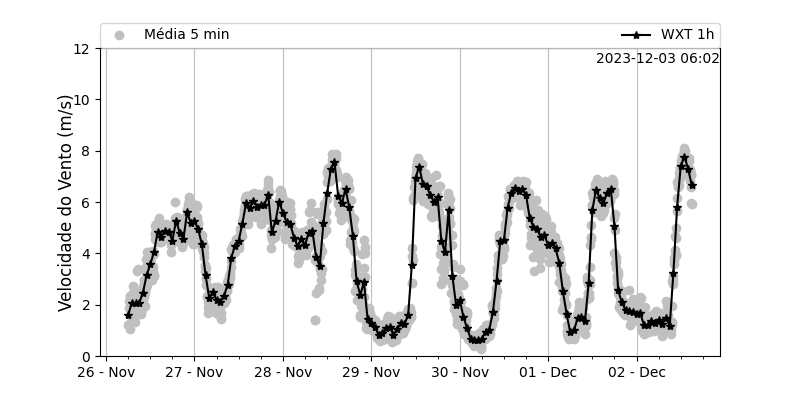 Média 5 min
WXT 1h
2023-12-03 06:02
Velocidade do Vento (m/s)
12
10
8
6
4
2
0
26 - Nov
27 - Nov
28 - Nov
29 - Nov
30 - Nov
01 - Dec
02 - Dec